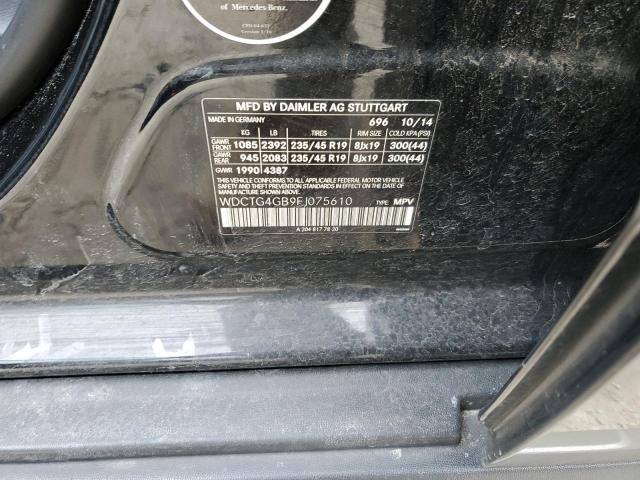 of Mercedes-Benz.
MFD BY DAIMLER AG STUTTGART
MADE IN GERMANY 696 10/14
KG LB TIRES RIM SIZE COLD KPA (PSI)
GAWR FRONT 1085 2392 235/45 R19 8Jx19 300(44)
GAWR REAR 945 2083 235/45 R19 8Jx19 300(44)
GVWR 1990 4387
THIS VEHICLE CONFORMS TO ALL APPLICABLE FEDERAL MOTOR VEHICLE
SAFETY AND THEFT PREVENTION STANDARDS IN EFFECT ON THE DATE
OF MANUFACTURE SHOWN ABOVE.
WDCTG4GB9FJ075610 TYPE: MPV
A 204 817 78 20